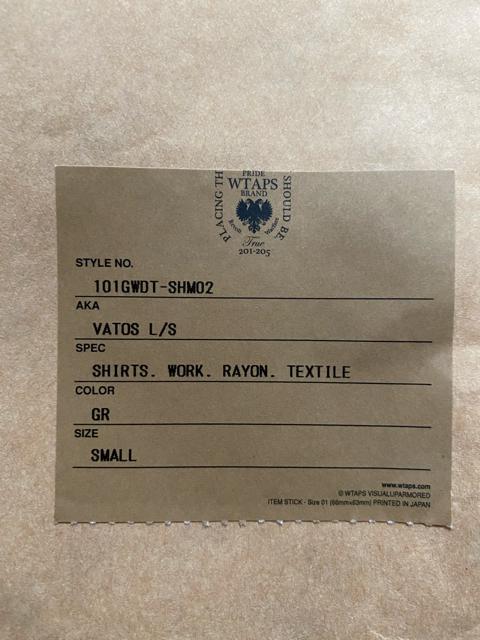 PLACING TH
PRIDE
WTAPS
BRAND
SHOULD BE.
True
201-205
STYLE NO.
101GWDT-SHM02
AKA
VATOS L/S
SPEC
SHIRTS. WORK. RAYON. TEXTILE
COLOR
GR
SIZE
SMALL
www.wtaps.com
© WTAPS VISUALUPARMORED
ITEM STICK - Size 01 (66mm×63mm) PRINTED IN JAPAN